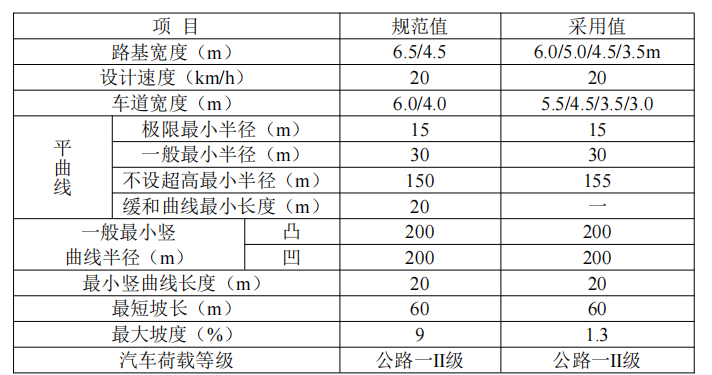 项 目 规范值 采用值
路基宽度（m） 6.5/4.5 6.0/5.0/4.5/3.5m
设计速度（km/h） 20 20
车道宽度（m） 6.0/4.0 5.5/4.5/3.5/3.0
平曲线 极限最小半径（m） 15 15
一般最小半径（m） 30 30
不设超高最小半径（m） 150 155
缓和曲线最小长度（m） 20 —
一般最小竖 凸 200 200
曲线半径（m） 凹 200 200
最小竖曲线长度（m） 20 20
最短坡长（m） 60 60
最大坡度（%） 9 1.3
汽车荷载等级 公路一II级 公路一II级